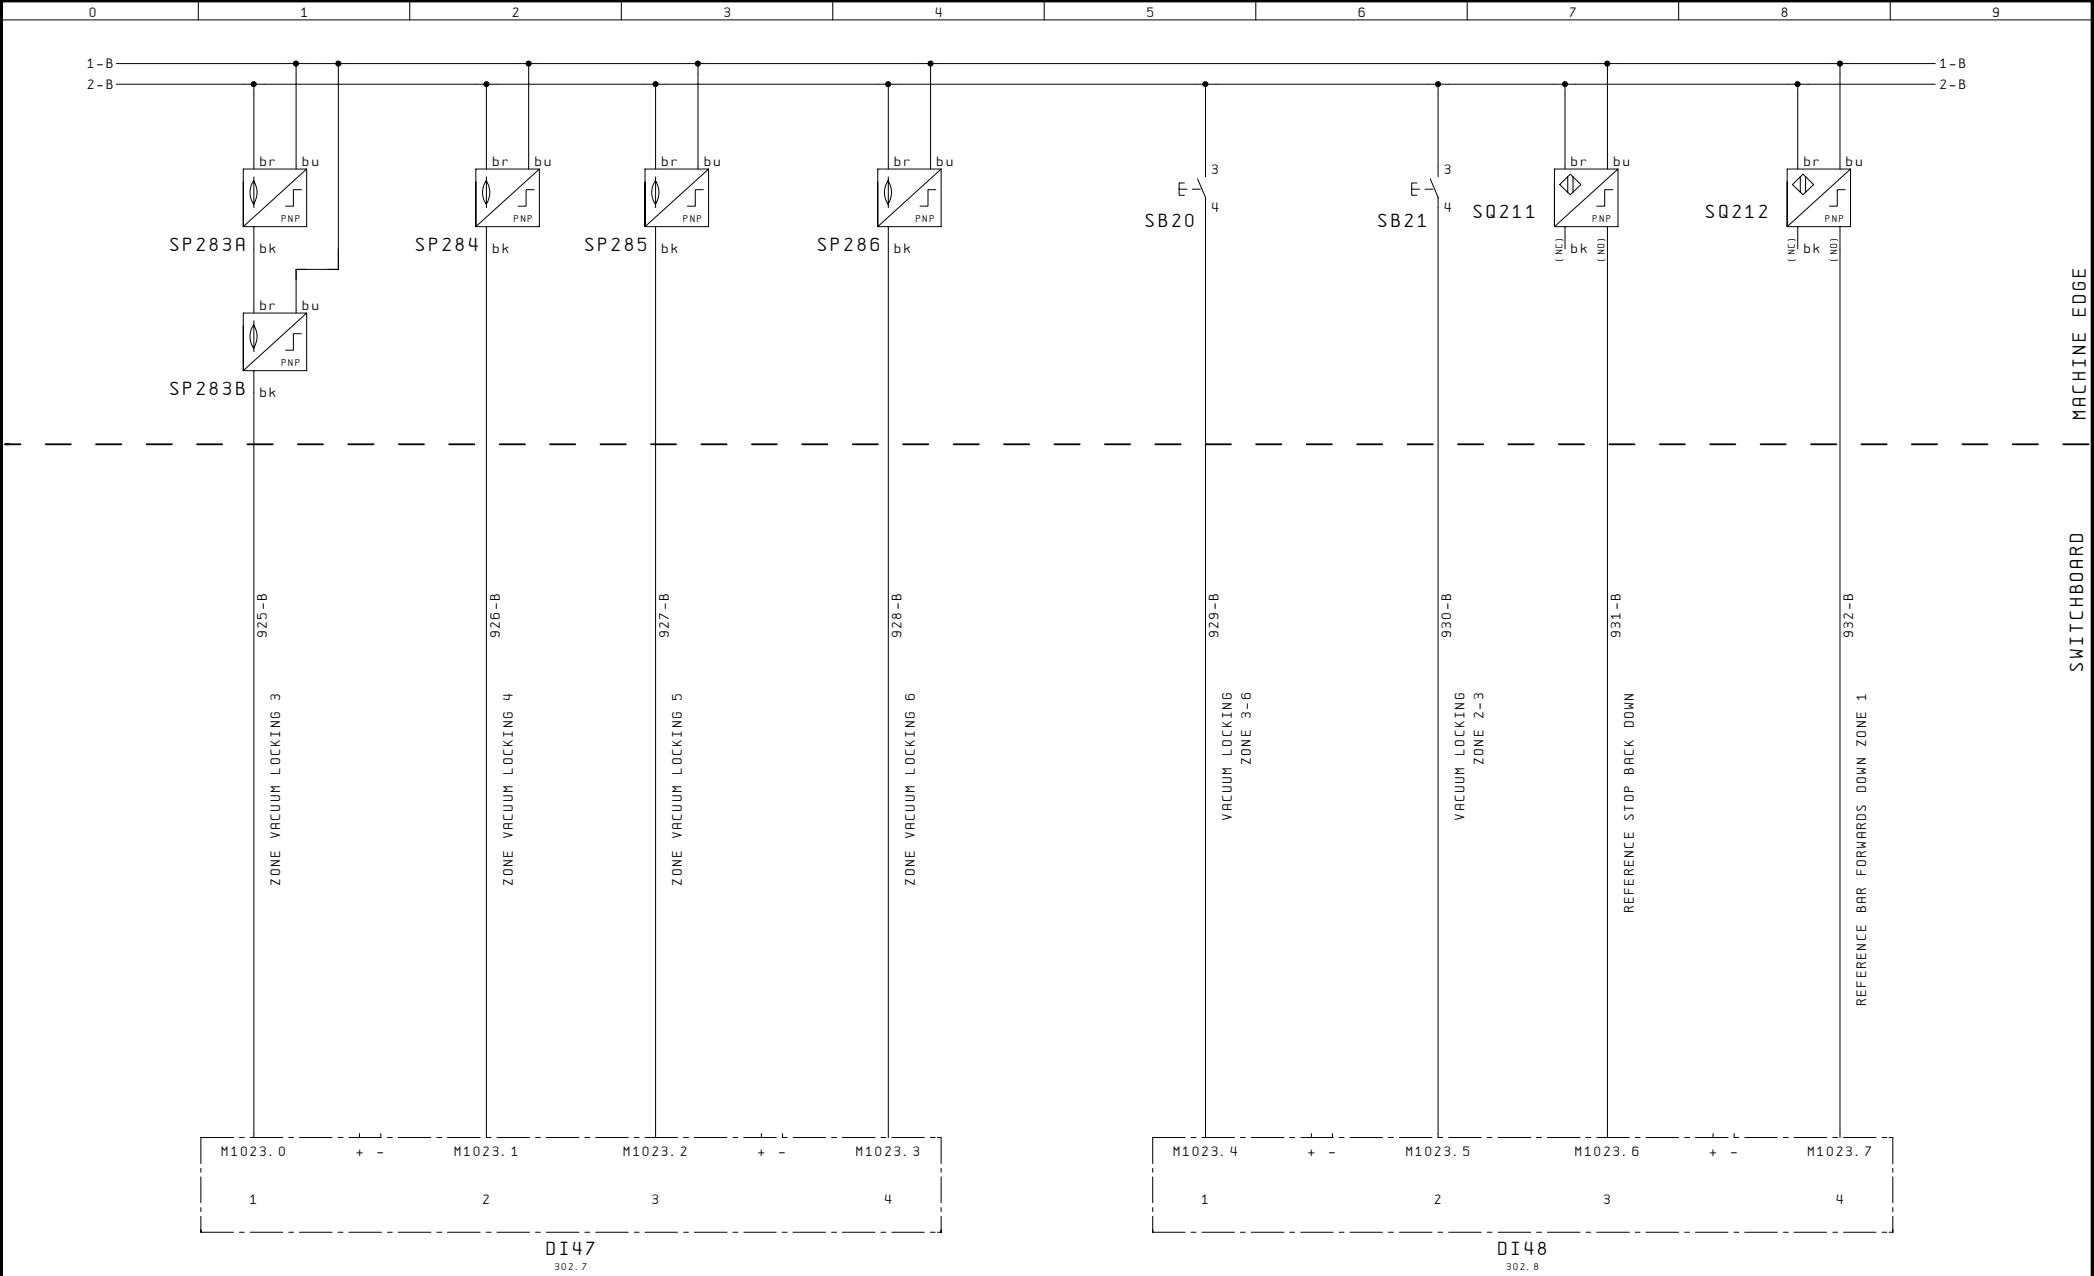 0 1 2 3 4 5 6 7 8 9
1-B 1-B
2-B 2-B
br bu br bu br bu br bu 3 3 br bu br bu
PNP PNP PNP PNP 4 4 PNP PNP
SP283A bk SP284 bk SP285 bk SP286 bk SB20 SB21 SQ211 (NC) bk (NO) SQ212 (NC) bk (NO)
br bu
PNP
SP283B bk
MACHINE EDGE
SWITCHBOARD
925-B 926-B 927-B 928-B 929-B 930-B 931-B 932-B
ZONE VACUUM LOCKING 3
ZONE VACUUM LOCKING 4
ZONE VACUUM LOCKING 5
ZONE VACUUM LOCKING 6
VACUUM LOCKING
ZONE 3-6
VACUUM LOCKING
ZONE 2-3
REFERENCE STOP BACK DOWN
REFERENCE BAR FORWARDS DOWN ZONE 1
M1023.0 + - M1023.1 M1023.2 + - M1023.3 M1023.4 + - M1023.5 M1023.6 + - M1023.7
1 2 3 4 1 2 3 4
DI47 DI48
302.7 302.8